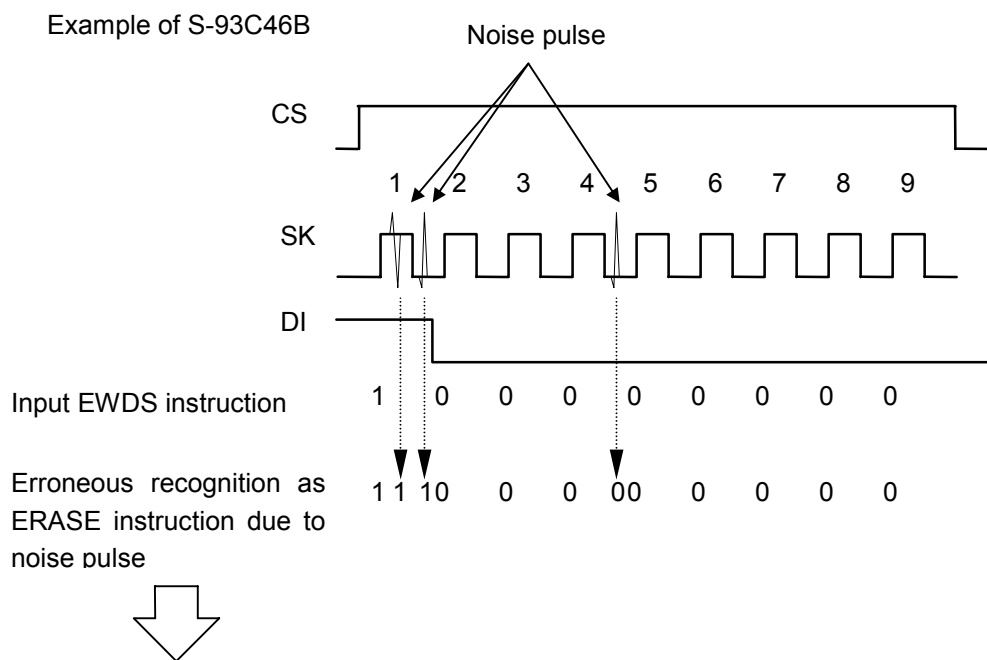 Example of S-93C46B
Noise pulse
CS
1 2 3 4 5 6 7 8 9
SK
DI
Input EWDS instruction 1 0 0 0 0 0 0 0 0
Erroneous recognition as 1 1 10 0 0 00 0 0 0 0
ERASE instruction due to
noise pulse